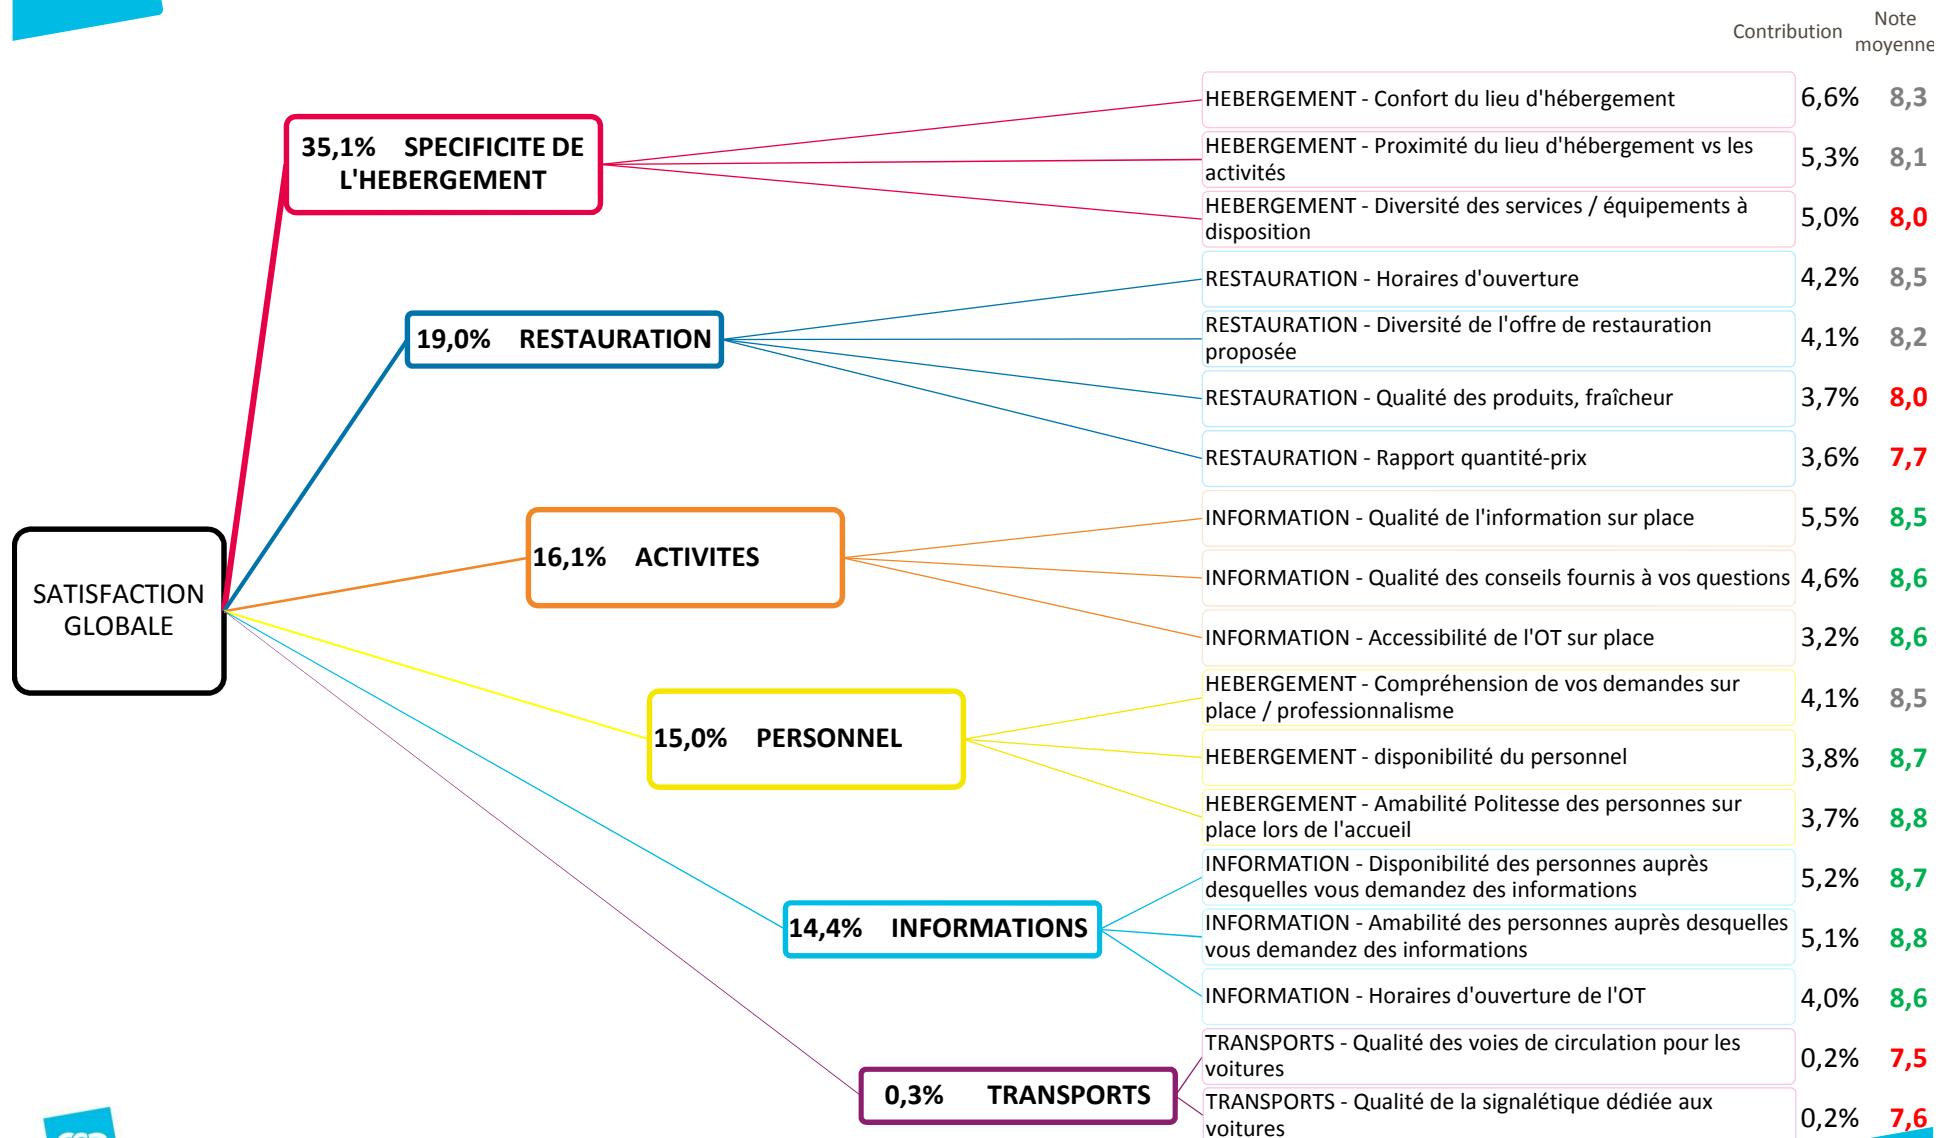 Contribution
Note
moyenne
35,1% SPECIFICITE DE
L'HEBERGEMENT
HEBERGEMENT - Confort du lieu d'hébergement
6,6% 8,3
HEBERGEMENT - Proximité du lieu d'hébergement vs les
activités
5,3% 8,1
HEBERGEMENT - Diversité des services / équipements à
disposition
5,0% 8,0
19,0% RESTAURATION
RESTAURATION - Horaires d'ouverture
4,2% 8,5
RESTAURATION - Diversité de l'offre de restauration
proposée
4,1% 8,2
RESTAURATION - Qualité des produits, fraîcheur
3,7% 8,0
RESTAURATION - Rapport quantité-prix
3,6% 7,7
SATISFACTION
GLOBALE
16,1% ACTIVITES
INFORMATION - Qualité de l'information sur place
5,5% 8,5
INFORMATION - Qualité des conseils fournis à vos questions
4,6% 8,6
INFORMATION - Accessibilité de l'OT sur place
3,2% 8,6
15,0% PERSONNEL
HEBERGEMENT - Compréhension de vos demandes sur
place / professionnalisme
4,1% 8,5
HEBERGEMENT - disponibilité du personnel
3,8% 8,7
HEBERGEMENT - Amabilité Politesse des personnes sur
place lors de l'accueil
3,7% 8,8
14,4% INFORMATIONS
INFORMATION - Disponibilité des personnes auprès
desquelles vous demandez des informations
5,2% 8,7
INFORMATION - Amabilité des personnes auprès desquelles
vous demandez des informations
5,1% 8,8
INFORMATION - Horaires d'ouverture de l'OT
4,0% 8,6
0,3% TRANSPORTS
TRANSPORTS - Qualité des voies de circulation pour les
voitures
0,2% 7,5
TRANSPORTS - Qualité de la signalétique dédiée aux
voitures
0,2% 7,6